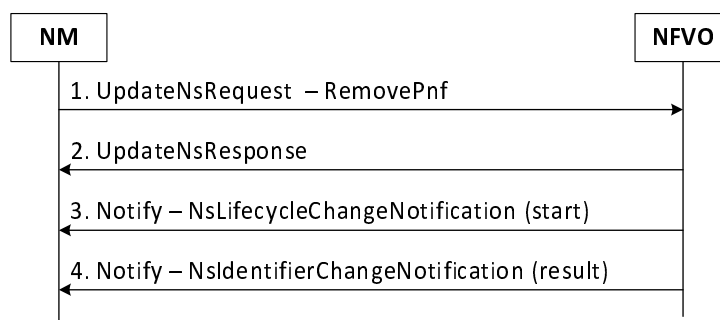 NM
NFVO
1. UpdateNsRequest – RemovePnf
2. UpdateNsResponse
3. Notify – NsLifecycleChangeNotification (start)
4. Notify – NsIdentifierChangeNotification (result)